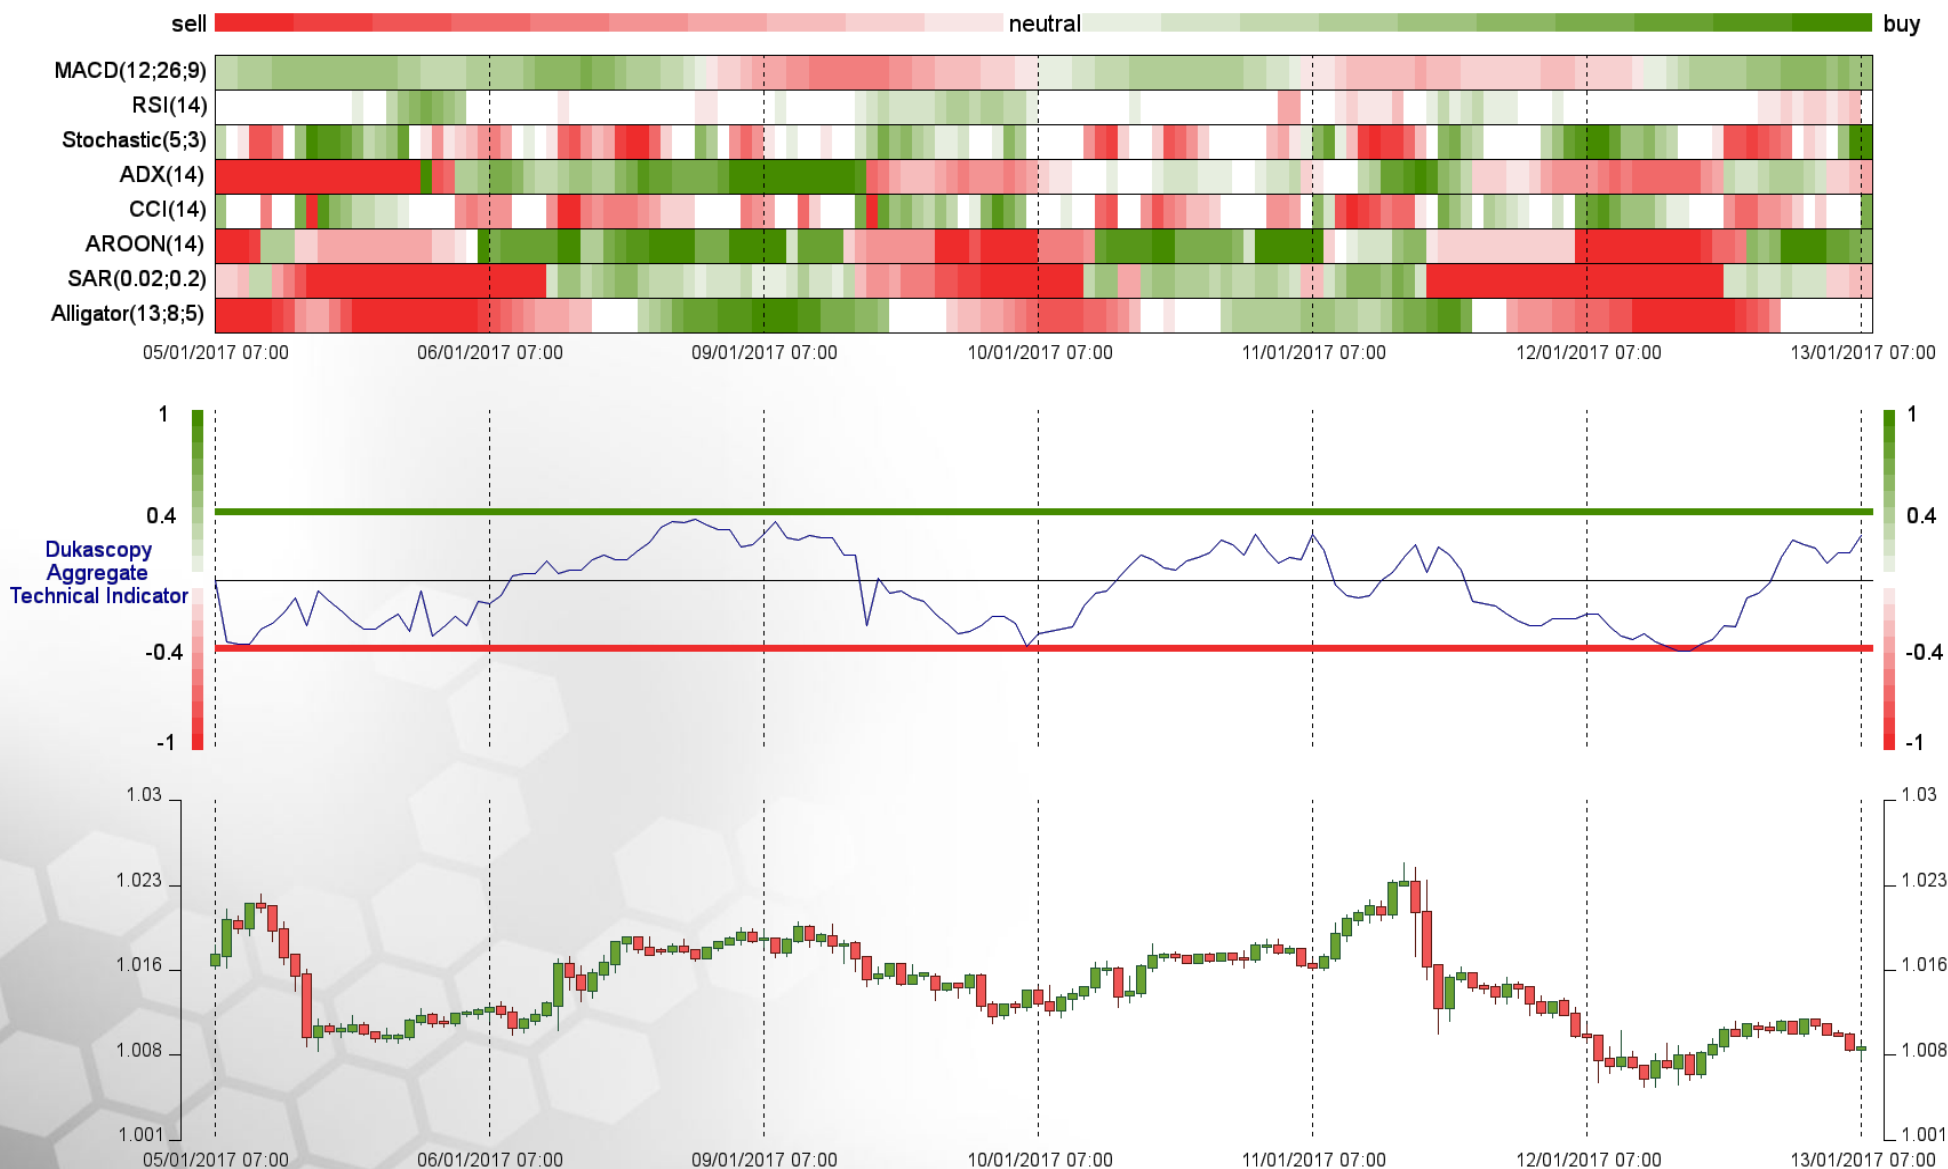 sell neutral buy
MACD(12;26;9)
RSI(14)
Stochastic(5;3)
ADX(14)
CCI(14)
AROON(14)
SAR(0.02;0.2)
Alligator(13;8;5)
05/01/2017 07:00 06/01/2017 07:00 09/01/2017 07:00 10/01/2017 07:00 11/01/2017 07:00 12/01/2017 07:00 13/01/2017 07:00
1 1
0.4 0.4
Dukascopy
Aggregate
Technical Indicator
-0.4 -0.4
-1 -1
1.03 1.03
1.023 1.023
1.016 1.016
1.008 1.008
1.001 1.001
05/01/2017 07:00 06/01/2017 07:00 09/01/2017 07:00 10/01/2017 07:00 11/01/2017 07:00 12/01/2017 07:00 13/01/2017 07:00